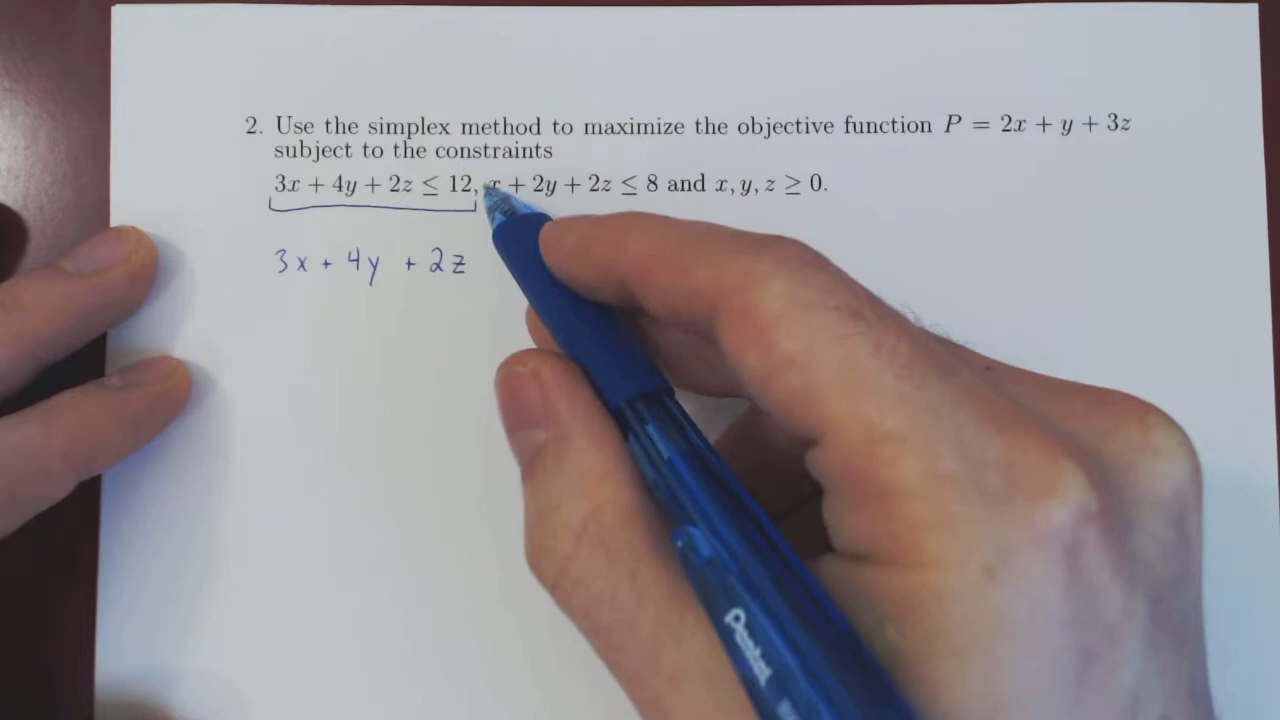 2. Use the simplex method to maximize the objective function P = 2x + y + 3z
subject to the constraints
3x + 4y + 2z ≤ 12, x + 2y + 2z ≤ 8 and x, y, z ≥ 0.
3x + 4y + 2z
Pentel